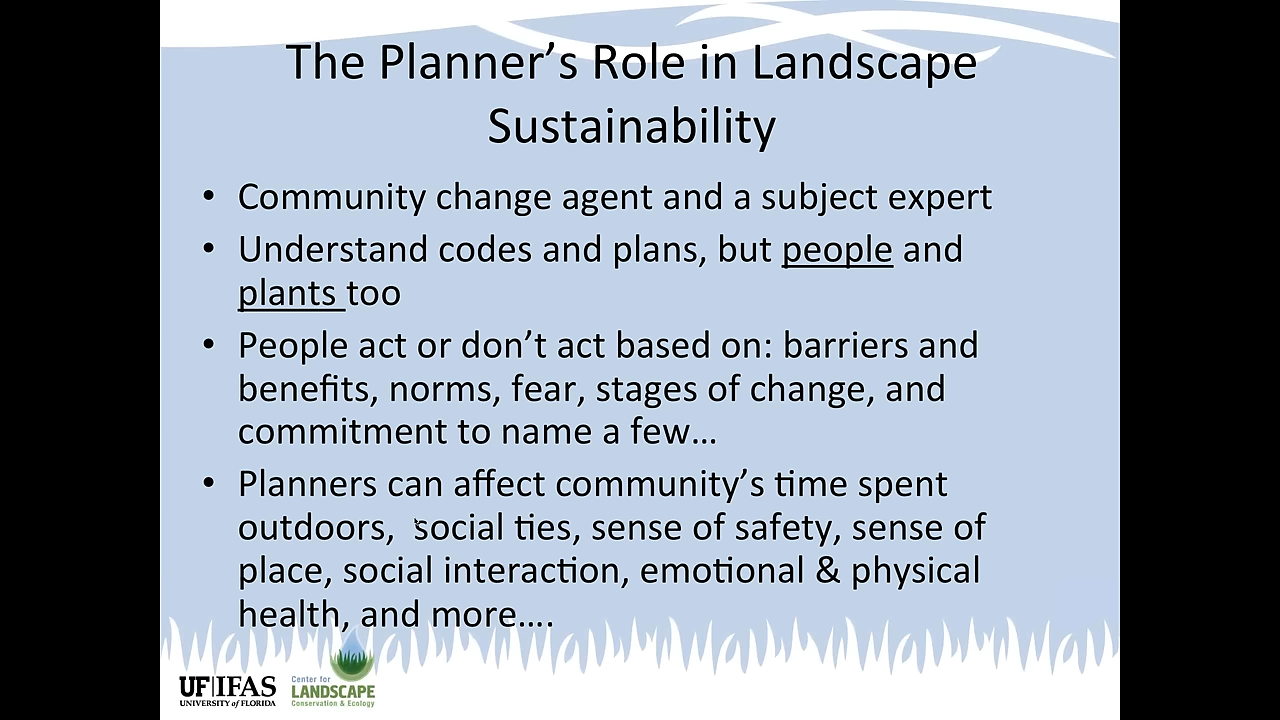 The Planner’s Role in Landscape
Sustainability
• Community change agent and a subject expert
• Understand codes and plans, but people and
plants too
• People act or don’t act based on: barriers and
benefits, norms, fear, stages of change, and
commitment to name a few…
• Planners can affect community’s time spent
outdoors, social ties, sense of safety, sense of
place, social interaction, emotional & physical
health, and more….
UF|IFAS
UNIVERSITY of FLORIDA
Center for
LANDSCAPE
Conservation & Ecology